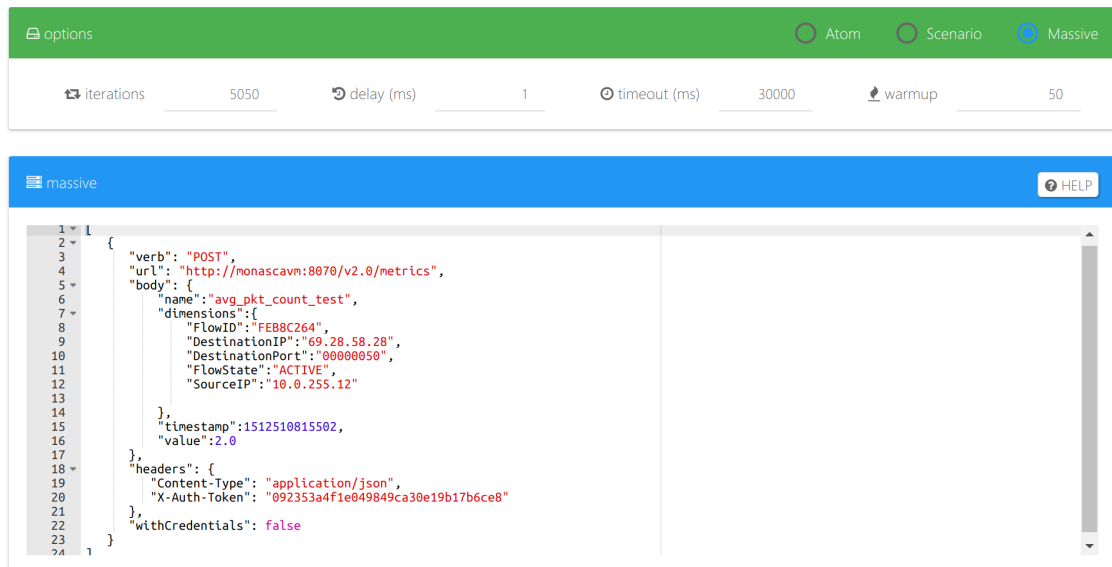 options Atom Scenario Massive
iterations 5050 delay (ms) 1 timeout (ms) 30000 warmup 50
massive HELP
1 [
2 {
3 "verb": "POST",
4 "url": "http://monascavm:8070/v2.0/metrics",
5 "body": {
6 "name":"avg_pkt_count_test",
7 "dimensions":{
8 "FlowID":"FEB8C264",
9 "DestinationIP":"69.28.58.28",
10 "DestinationPort":"00000050",
11 "FlowState":"ACTIVE",
12 "SourceIP":"10.0.255.12"
13
14 },
15 "timestamp":1512510815502,
16 "value":2.0
17 },
18 "headers": {
19 "Content-Type": "application/json",
20 "X-Auth-Token": "092353a4f1e049849ca30e19b17b6ce8"
21 },
22 "withCredentials": false
23 }
24 ]